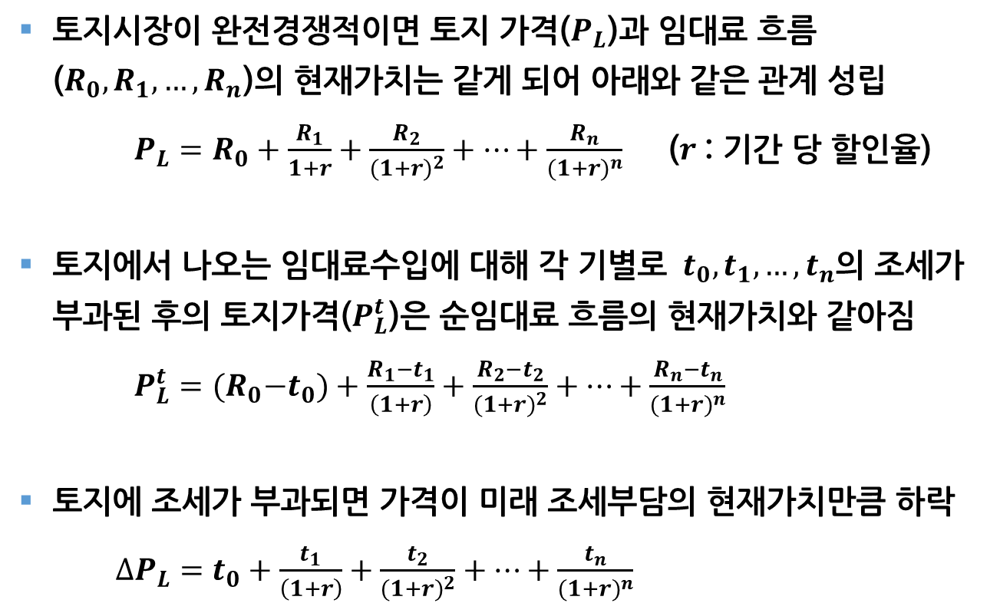 ▪ 토지시장이 완전경쟁적이면 토지 가격(P_L)과 임대료 흐름
(R_0, R_1, …, R_n)의 현재가치는 같게 되어 아래와 같은 관계 성립
P_L = R_0 + \frac{R_1}{1+r} + \frac{R_2}{(1+r)^2} + ⋯ + \frac{R_n}{(1+r)^n} (r : 기간 당 할인율)
▪ 토지에서 나오는 임대료수입에 대해 각 기별로 t_0, t_1, …, t_n의 조세가
부과된 후의 토지가격(P_L^t)은 순임대료 흐름의 현재가치와 같아짐
P_L^t = (R_0−t_0) + \frac{R_1−t_1}{(1+r)} + \frac{R_2−t_2}{(1+r)^2} + ⋯ + \frac{R_n−t_n}{(1+r)^n}
▪ 토지에 조세가 부과되면 가격이 미래 조세부담의 현재가치만큼 하락
ΔP_L = t_0 + \frac{t_1}{(1+r)} + \frac{t_2}{(1+r)^2} + ⋯ + \frac{t_n}{(1+r)^n}